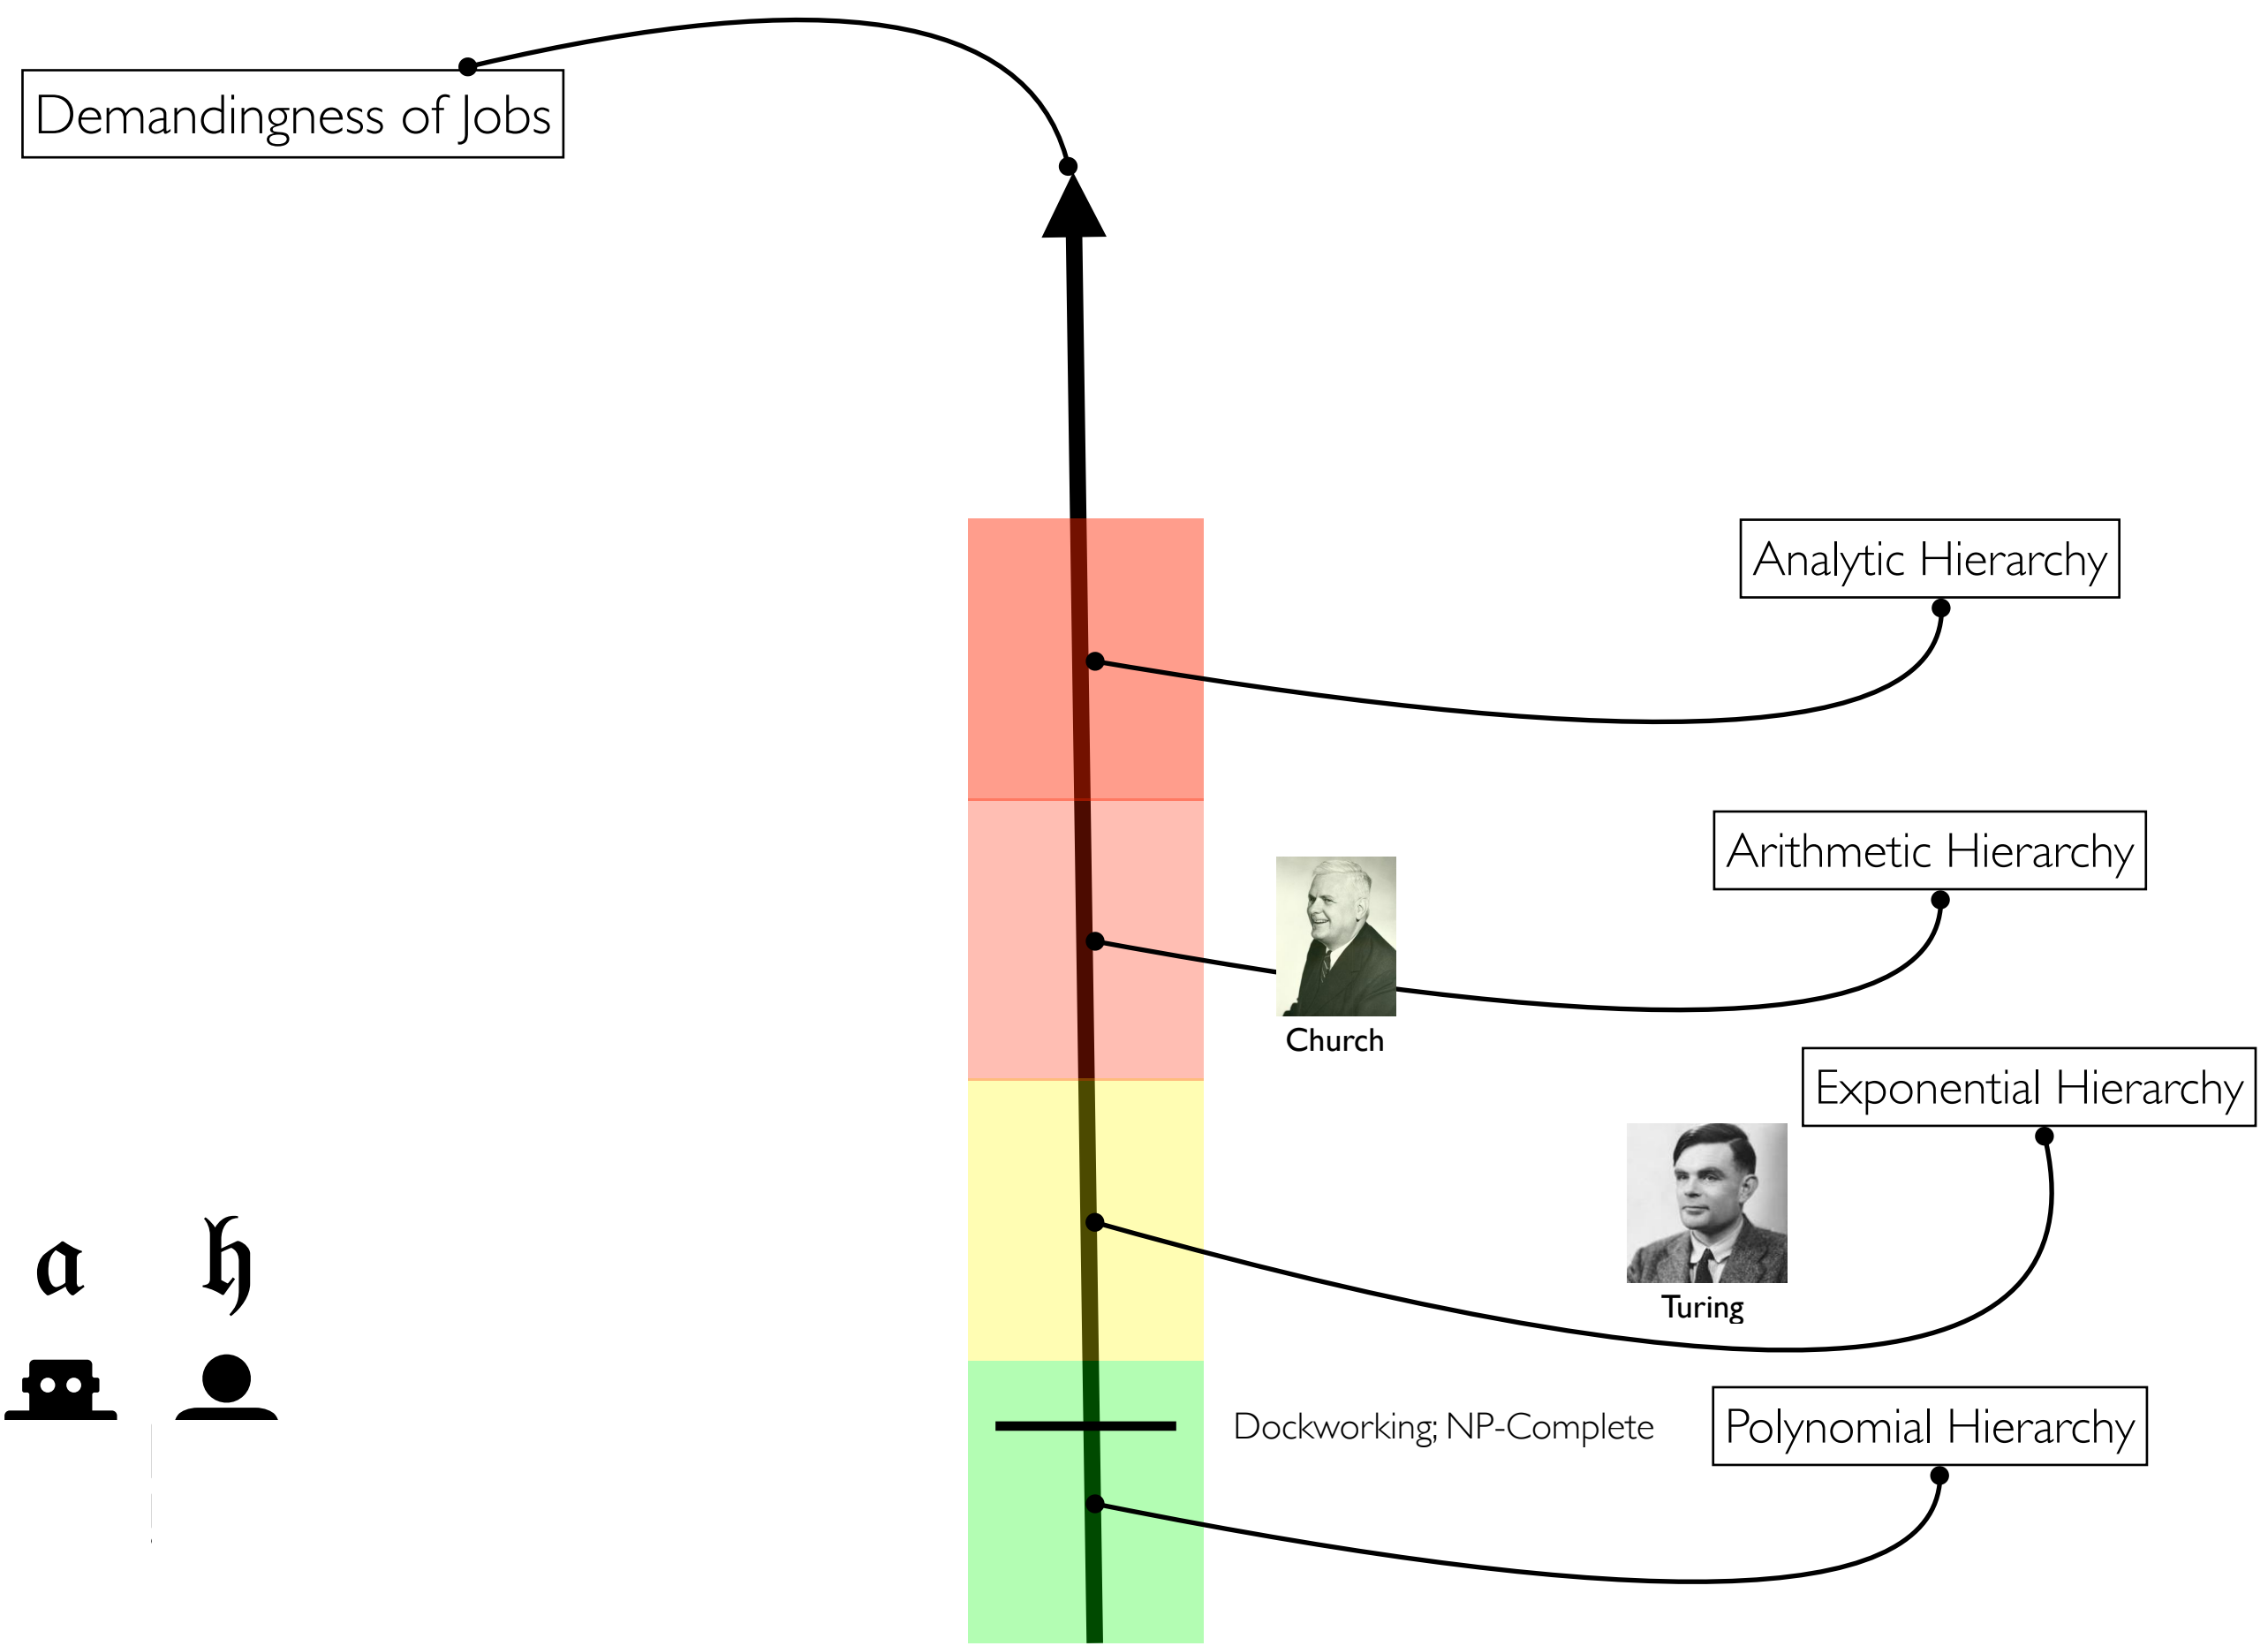 Demandingness of Jobs
Analytic Hierarchy
Arithmetic Hierarchy
Church
Exponential Hierarchy
Turing
𝖆 𝖍
Dockworking; NP-Complete
Polynomial Hierarchy